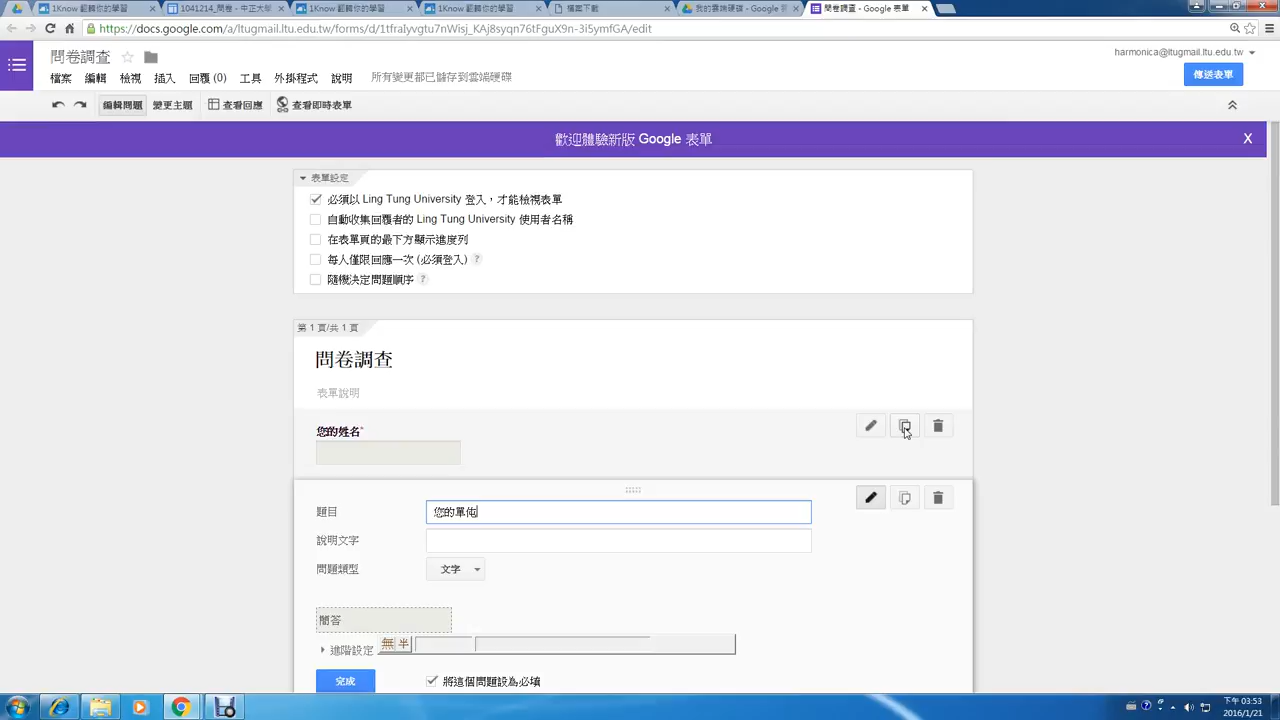 1Know 翻轉你的學習
1041214_問卷 - 中正大學
1Know 翻轉你的學習
1Know 翻轉你的學習
檔案下載
我的雲端硬碟 - Google
問卷調查 - Google 表單
https://docs.google.com/a/ltugmail.ltu.edu.tw/forms/d/1tfraIyvgtu7nWisj_KAj8syqn76tFguX9n-3i5ymfGA/edit
問卷調查
harmonica@ltugmail.ltu.edu.tw
檔案 編輯 檢視 插入 回覆 (0) 工具 外掛程式 說明 所有變更都已儲存到雲端硬碟
傳送表單
編輯問題 變更主題 查看回應 查看即時表單
歡迎體驗新版 Google 表單 X
表單設定
必須以 Ling Tung University 登入，才能檢視表單
自動收集回覆者的 Ling Tung University 使用者名稱
在表單頁的最下方顯示進度列
每人僅限回應一次 (必須登入) ?
隨機決定問題順序 ?
第 1 頁/共 1 頁
問卷調查
表單說明
您的姓名*
題目 您的單位
說明文字
問題類型 文字
簡答
無 半
進階設定
完成 將這個問題設為必填
下午 03:53
2016/1/21